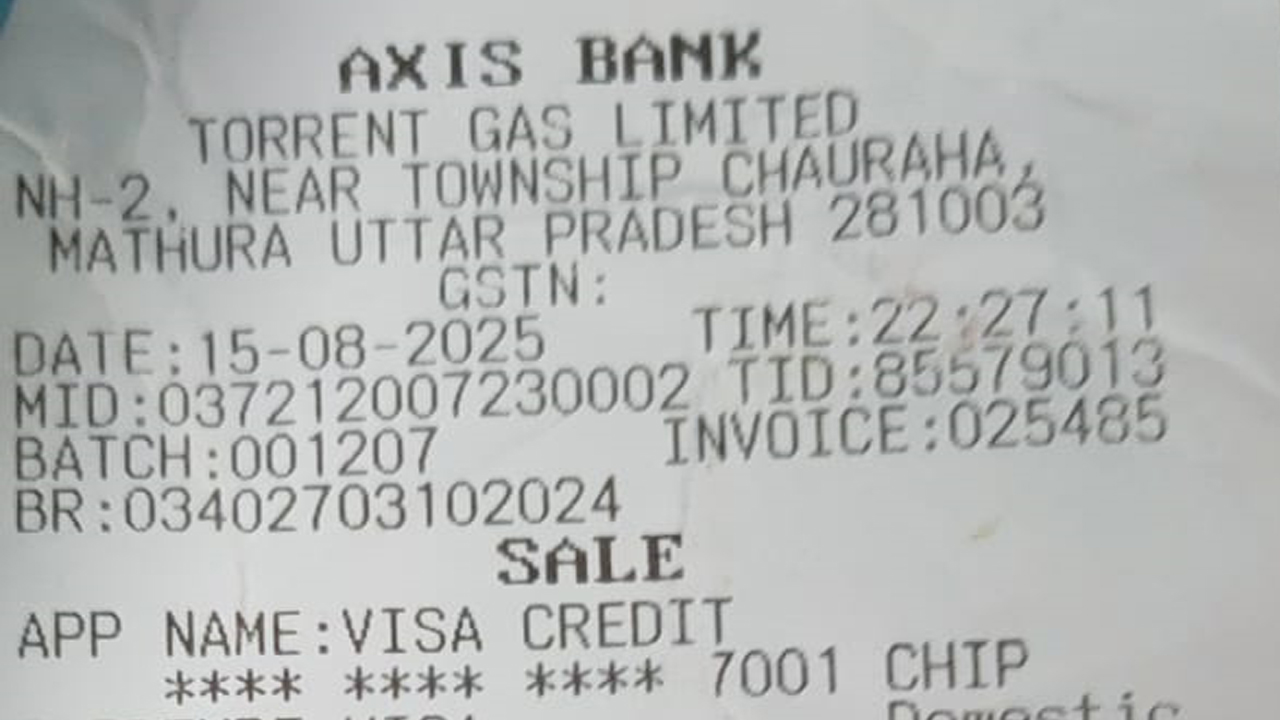 AXIS BANK
TORRENT GAS LIMITED
NH-2, NEAR TOWNSHIP CHAURAHA,
MATHURA UTTAR PRADESH 281003
GSTN:
DATE:15-08-2025 TIME:22:27:11
MID:037212007230002 TID:85579013
BATCH:001207 INVOICE:025485
BR:03402703102024
SALE
APP NAME:VISA CREDIT
**** **** **** 7001 CHIP
Domestic